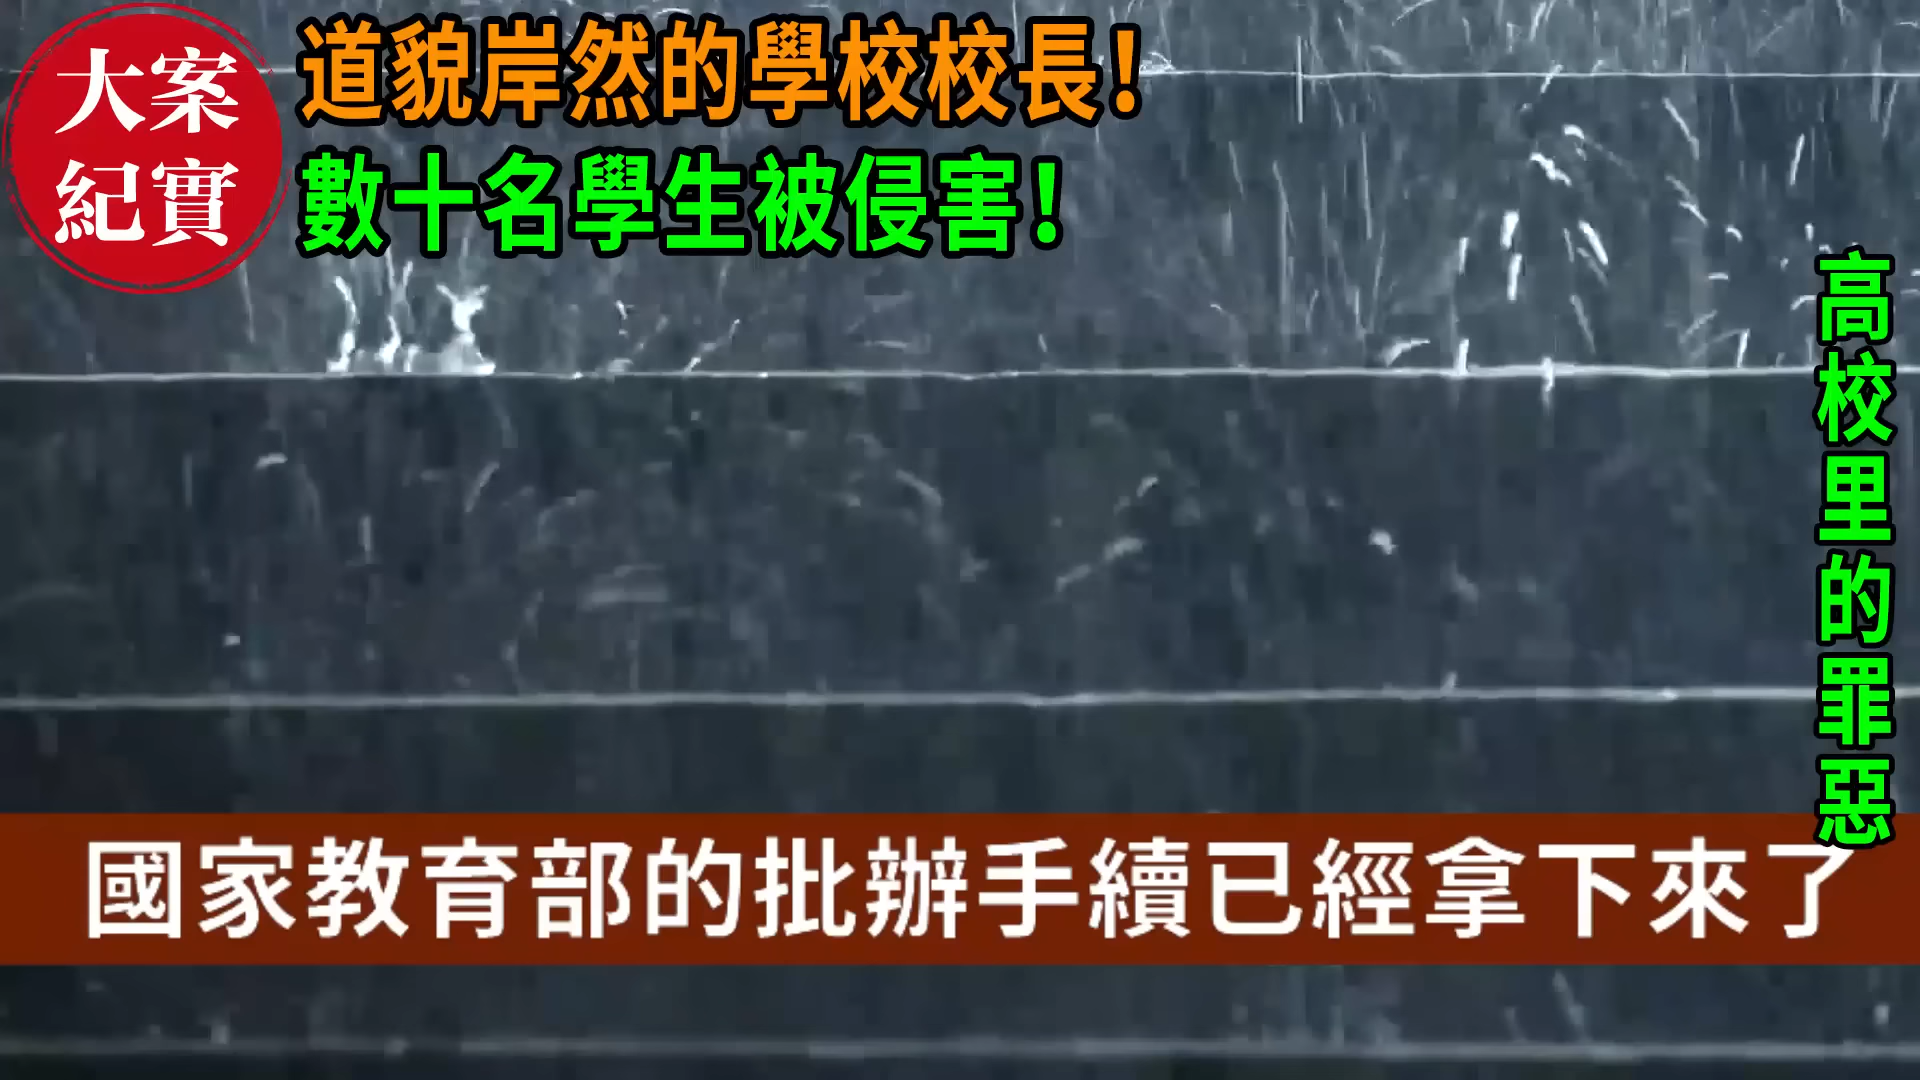 大案
紀實
道貌岸然的學校校長！
數十名學生被侵害！
高校里的罪惡
國家教育部的批辦手續已經拿下來了